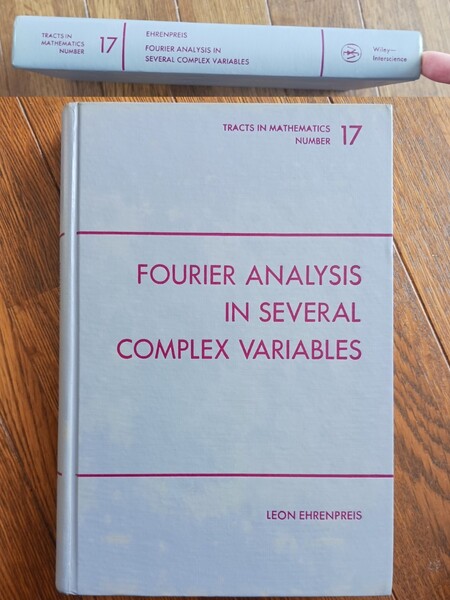 TRACTS IN
MATHEMATICS
NUMBER
17
EHRENPREIS
FOURIER ANALYSIS IN
SEVERAL COMPLEX VARIABLES
Wiley—
Interscience
TRACTS IN MATHEMATICS
NUMBER 17
FOURIER ANALYSIS
IN SEVERAL
COMPLEX VARIABLES
LEON EHRENPREIS